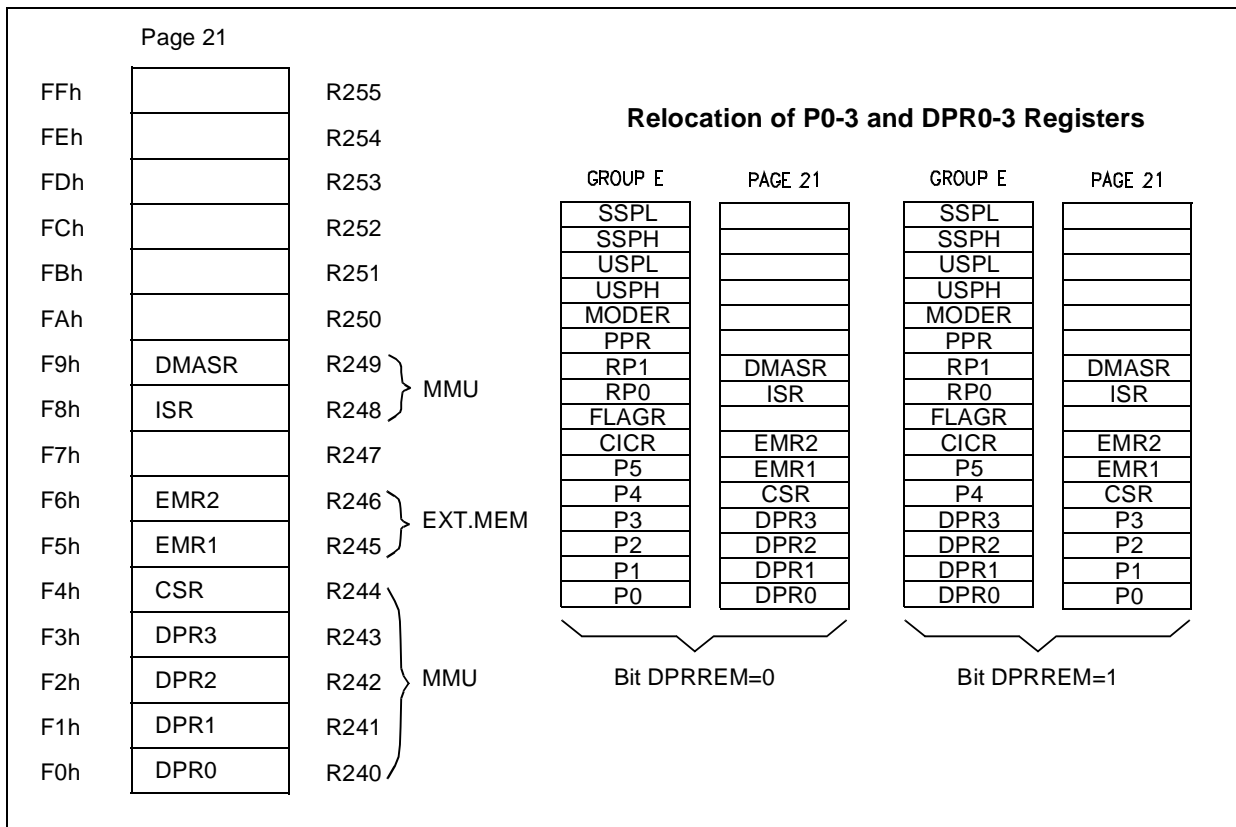 Page 21
FFh R255
FEh R254
FDh R253
FCh R252
FBh R251
FAh R250
F9h DMASR R249
F8h ISR R248
MMU
F7h R247
F6h EMR2 R246
F5h EMR1 R245
EXT.MEM
F4h CSR R244
F3h DPR3 R243
F2h DPR2 R242
MMU
F1h DPR1 R241
F0h DPR0 R240
Relocation of P0-3 and DPR0-3 Registers
GROUP E PAGE 21 GROUP E PAGE 21
SSPL SSPL
SSPH SSPH
USPL USPL
USPH USPH
MODER MODER
PPR PPR
RP1 DMASR RP1 DMASR
RP0 ISR RP0 ISR
FLAGR FLAGR
CICR EMR2 CICR EMR2
P5 EMR1 P5 EMR1
P4 CSR P4 CSR
P3 DPR3 DPR3 P3
P2 DPR2 DPR2 P2
P1 DPR1 DPR1 P1
P0 DPR0 DPR0 P0
Bit DPRREM=0 Bit DPRREM=1